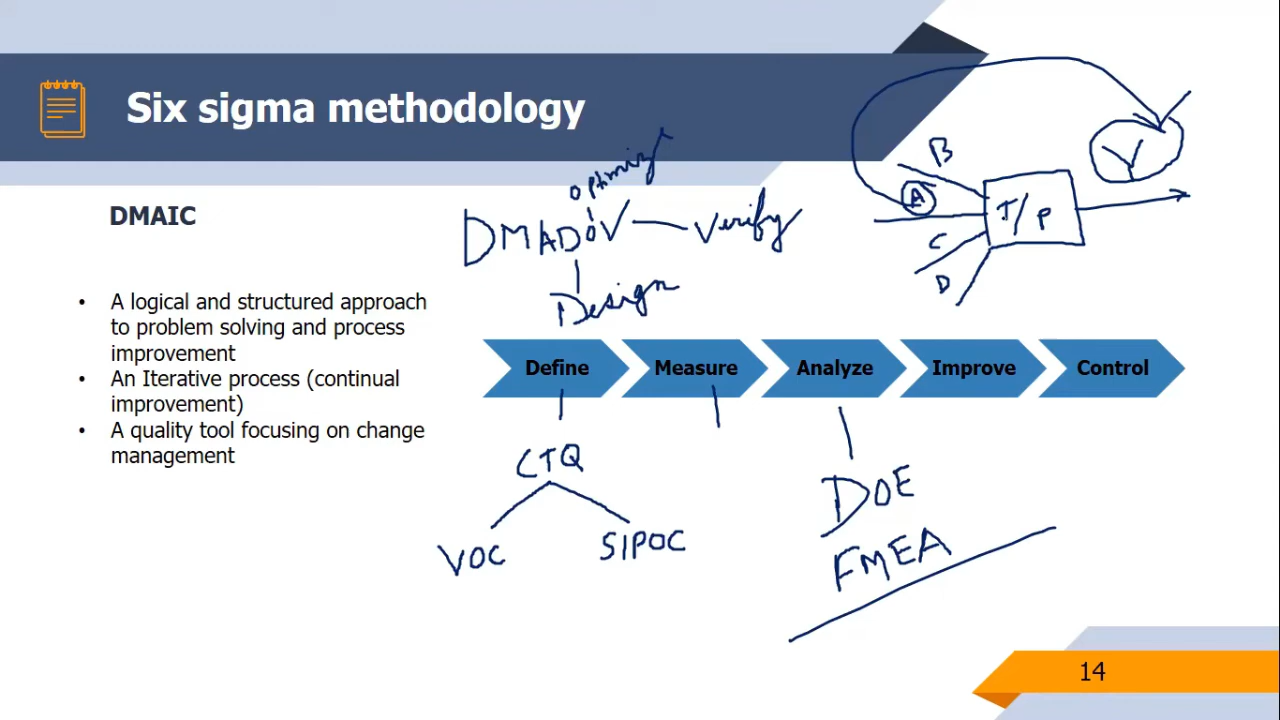 Six sigma methodology
DMAIC
• A logical and structured approach
to problem solving and process
improvement
• An Iterative process (continual
improvement)
• A quality tool focusing on change
management
optimize
DMADOV
Verify
Design
B
A
C
D
T/P
Y
Define
Measure
Analyze
Improve
Control
CTQ
VOC
SIPOC
DOE
FMEA
14